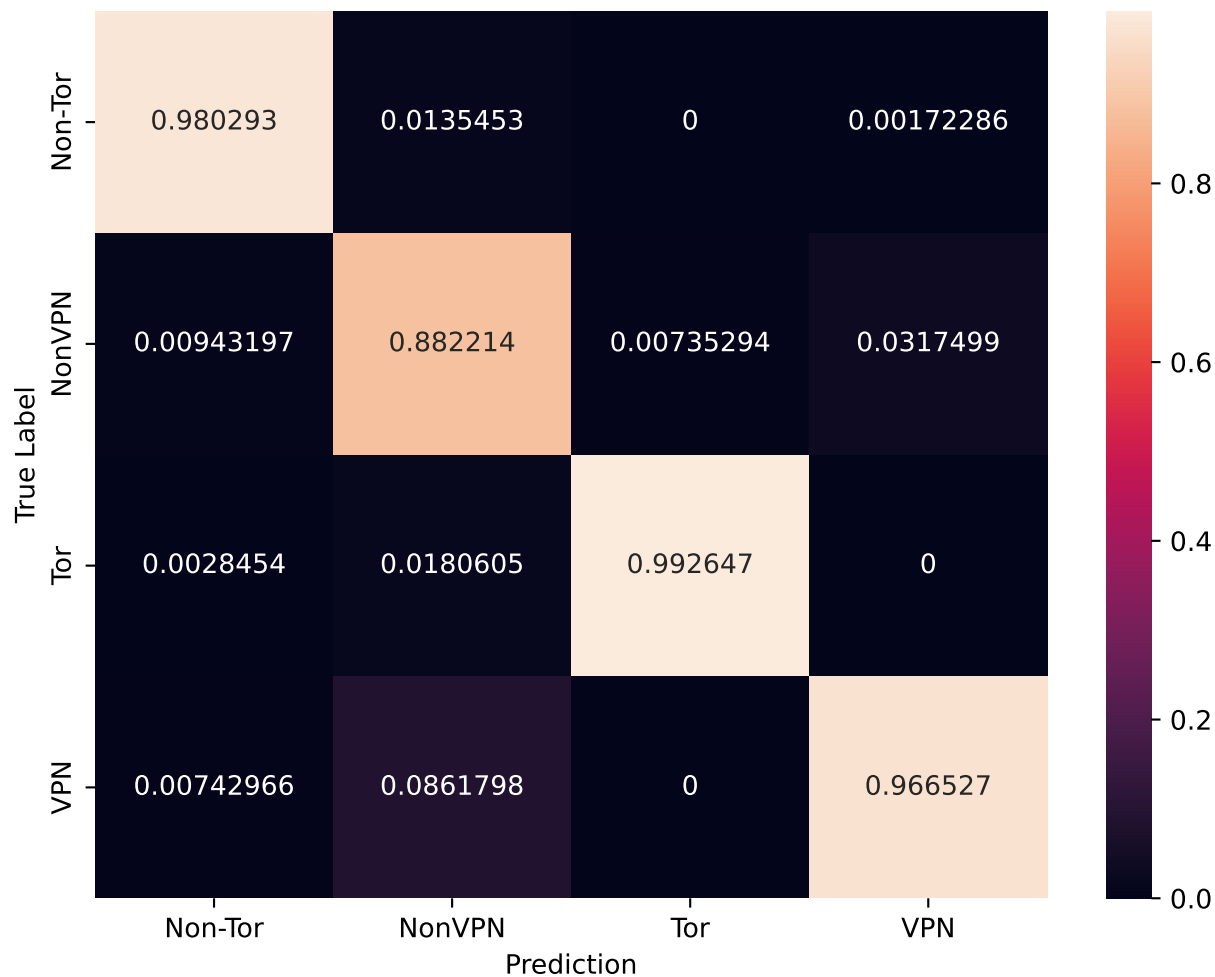 Non-Tor 0.980293 0.0135453 0 0.00172286
NonVPN 0.00943197 0.882214 0.00735294 0.0317499
Tor 0.0028454 0.0180605 0.992647 0
VPN 0.00742966 0.0861798 0 0.966527
True Label
Non-Tor NonVPN Tor VPN
Prediction
0.8
0.6
0.4
0.2
0.0